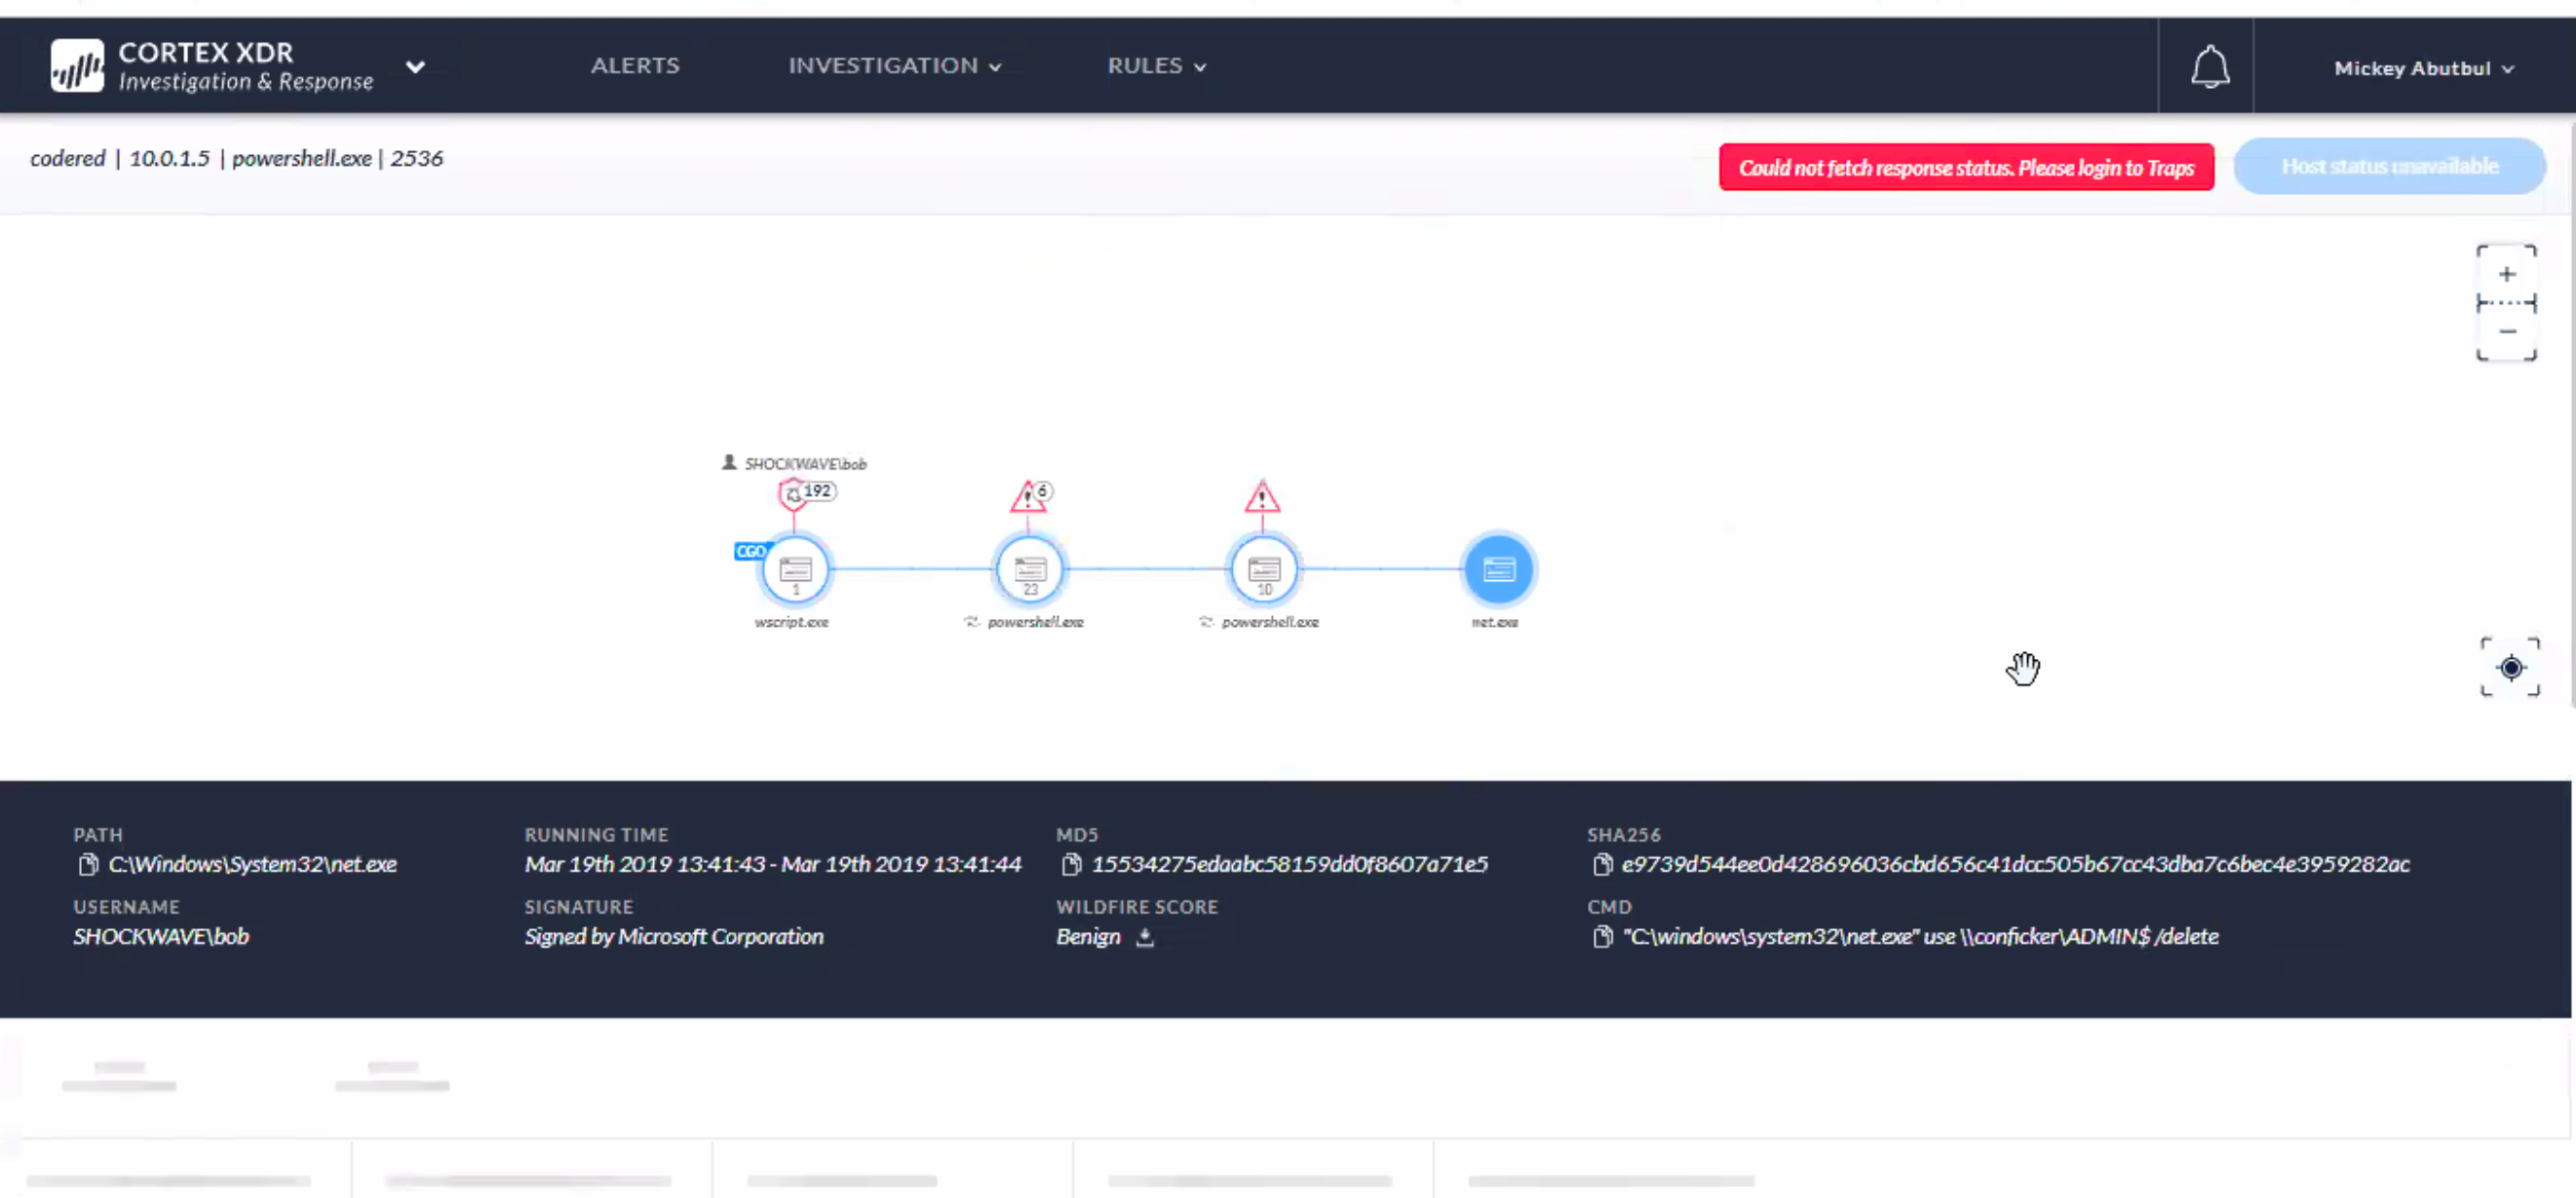 CORTEX XDR
Investigation & Response
ALERTS
INVESTIGATION
RULES
Mickey Abutbul
codered | 10.0.1.5 | powershell.exe | 2536
Could not fetch response status. Please login to Traps
Host status unavailable
SHOCKWAVE\bob
192
6
CGO
1
23
10
wscript.exe
powershell.exe
powershell.exe
net.exe
PATH
C:\Windows\System32\net.exe
RUNNING TIME
Mar 19th 2019 13:41:43 - Mar 19th 2019 13:41:44
MD5
15534275edaabc58159dd0f8607a71e5
SHA256
e9739d544ee0d428696036cbd656c41dcc505b67cc43dba7c6bec4e3959282ac
USERNAME
SHOCKWAVE\bob
SIGNATURE
Signed by Microsoft Corporation
WILDFIRE SCORE
Benign
CMD
"C:\windows\system32\net.exe" use \\conficker\ADMIN$ /delete